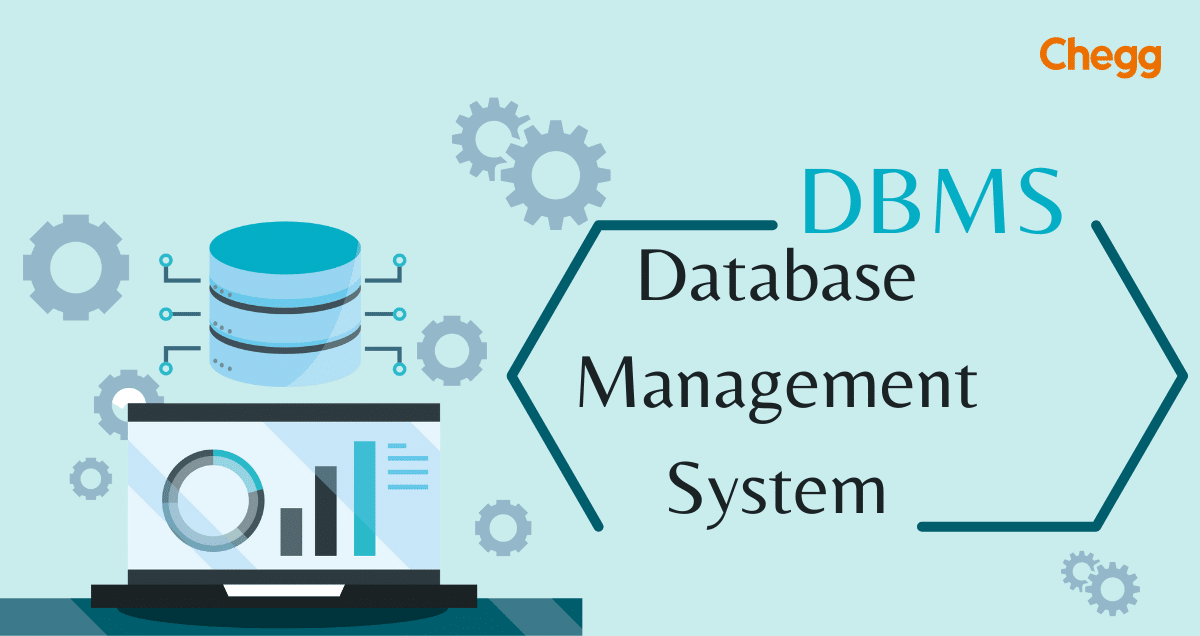 Chegg
DBMS
Database
Management
System